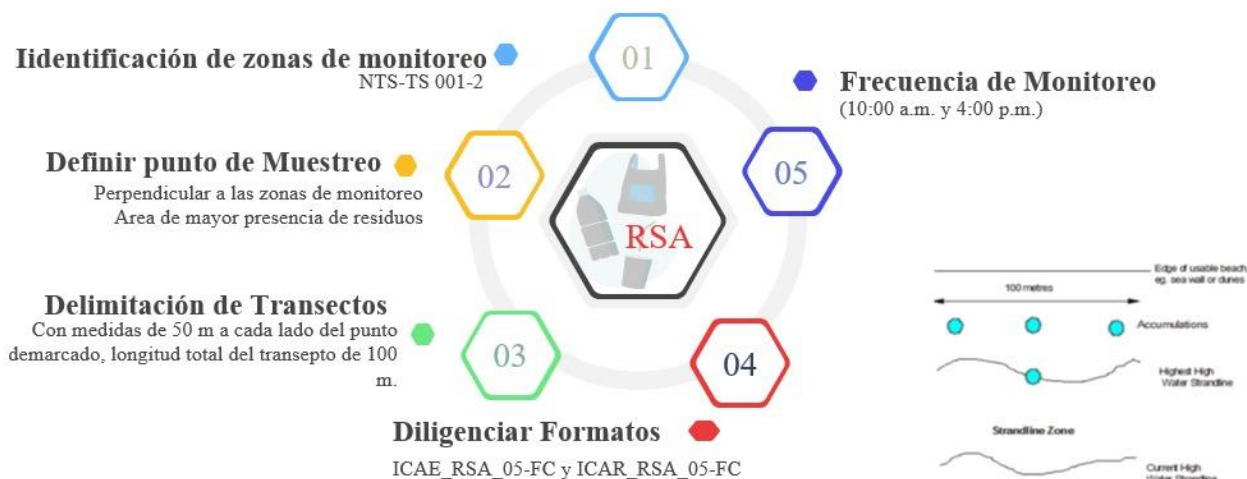 Iidentificación de zonas de monitoreo
NTS-TS 001-2
01
Frecuencia de Monitoreo
(10:00 a.m. y 4:00 p.m.)
05
Definir punto de Muestreo
02
Perpendicular a las zonas de monitoreo
Area de mayor presencia de residuos
RSA
Delimitación de Transectos
Con medidas de 50 m a cada lado del punto
demarcado, longitud total del transepto de 100
m.
03
04
Diligenciar Formatos
ICAE_RSA_05-FC y ICAR_RSA_05-FC
Edge of usable beach
eg. sea wall or dunes
100 metres
Accumulations
Highest High
Water Strandline
Strandline Zone
Current High
Water Strandline